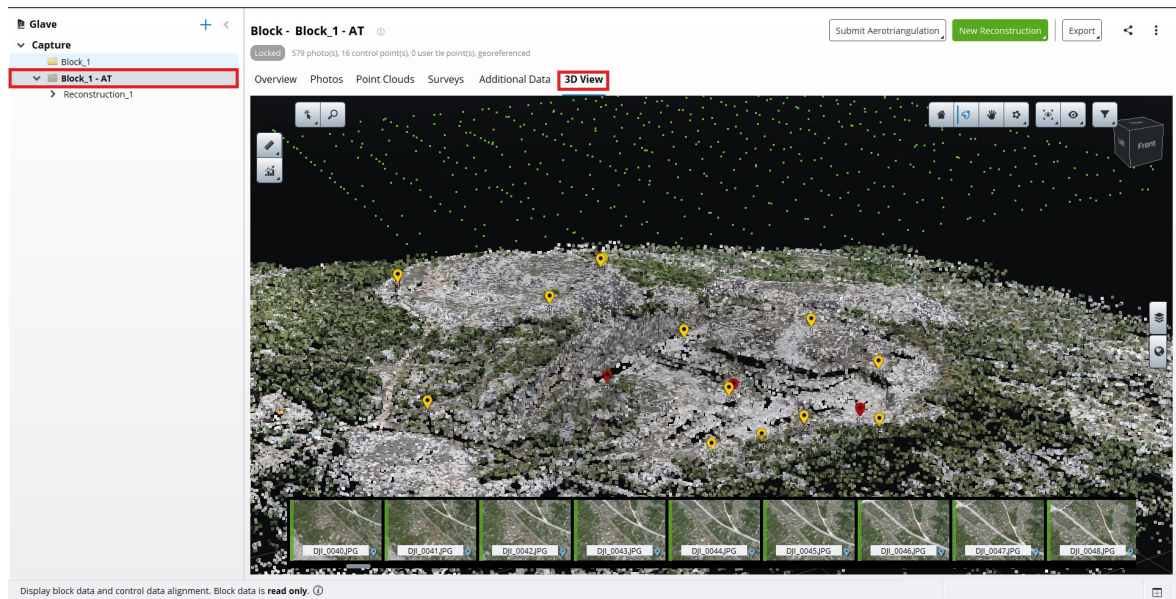 Glave
Capture
Block_1
Block_1 - AT
Reconstruction_1
Block - Block_1 - AT
Submit Aerotriangulation
New Reconstruction
Export
Locked 579 photo(s), 16 control point(s), 0 user tie point(s), georeferenced
Overview Photos Point Clouds Surveys Additional Data 3D View
Front
DJI_0040.JPG DJI_0041.JPG DJI_0042.JPG DJI_0043.JPG DJI_0044.JPG DJI_0045.JPG DJI_0046.JPG DJI_0047.JPG DJI_0048.JPG
Display block data and control data alignment. Block data is read only.